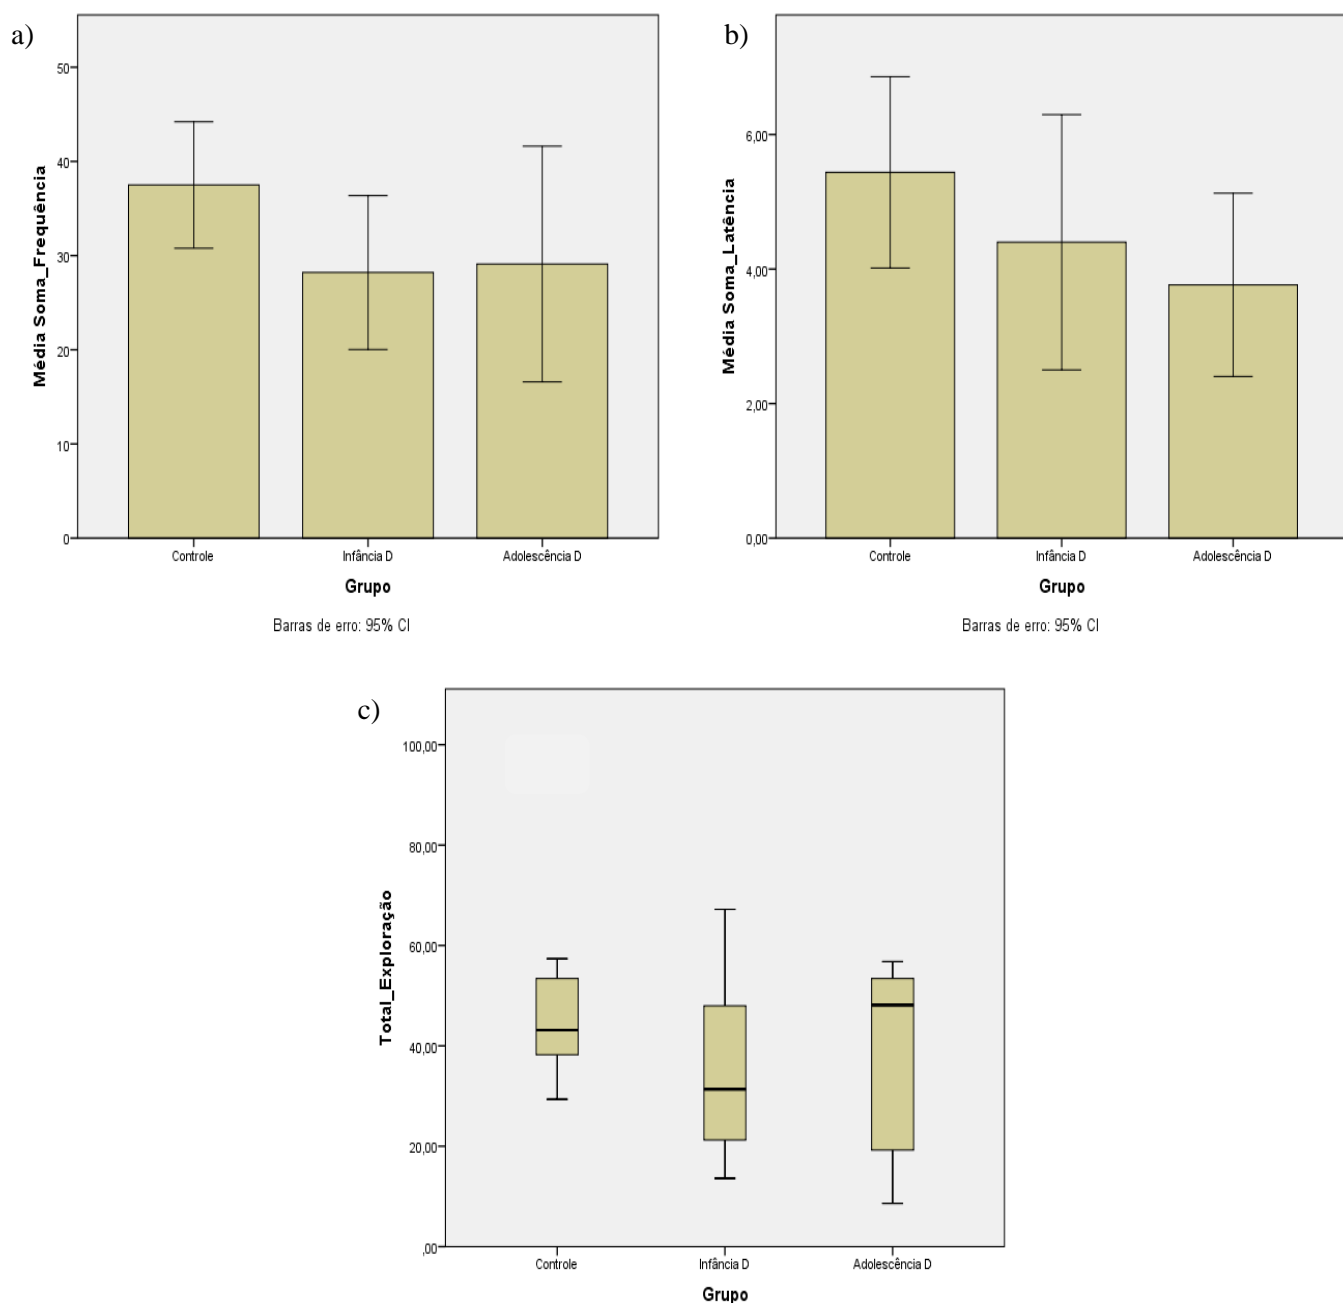 a)
50
40
30
20
10
0
Média Soma_Frequência
Controle
Infância D
Adolescência D
Grupo
Barras de erro: 95% CI
b)
6,00
4,00
2,00
0,00
Média Soma_Latência
Controle
Infância D
Adolescência D
Grupo
Barras de erro: 95% CI
c)
100,00
80,00
60,00
40,00
20,00
,00
Total_Exploração
Controle
Infância D
Adolescência D
Grupo